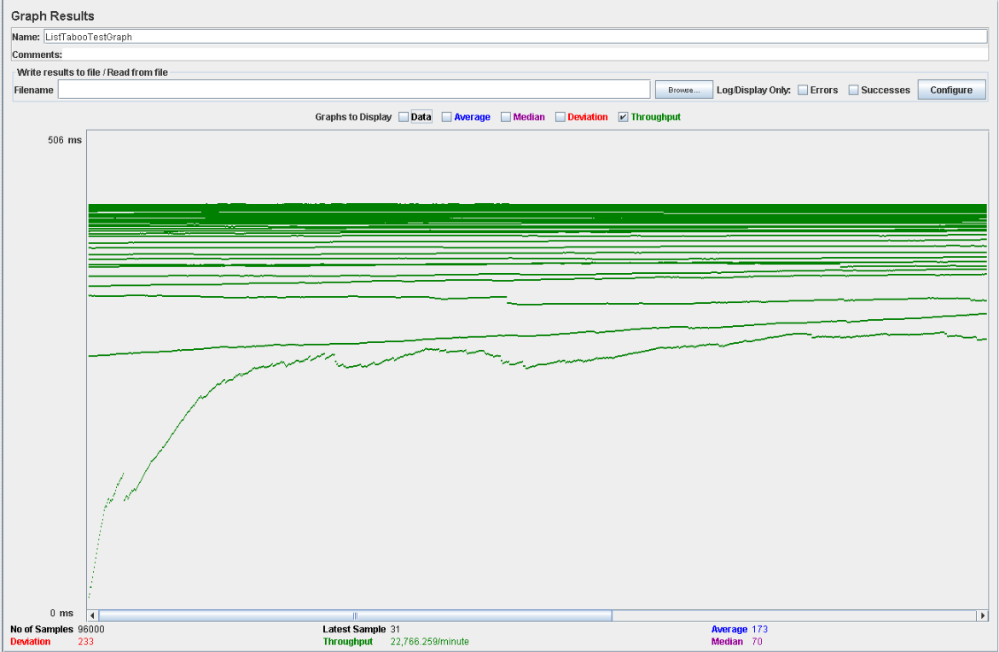 Graph Results
Name: ListTabooTestGraph
Comments:
Write results to file / Read from file
Filename Browse... Log/Display Only: Errors Successes Configure
Graphs to Display Data Average Median Deviation Throughput
506 ms
0 ms
No of Samples 96000 Latest Sample 31 Average 173
Deviation 233 Throughput 22,766.259/minute Median 70